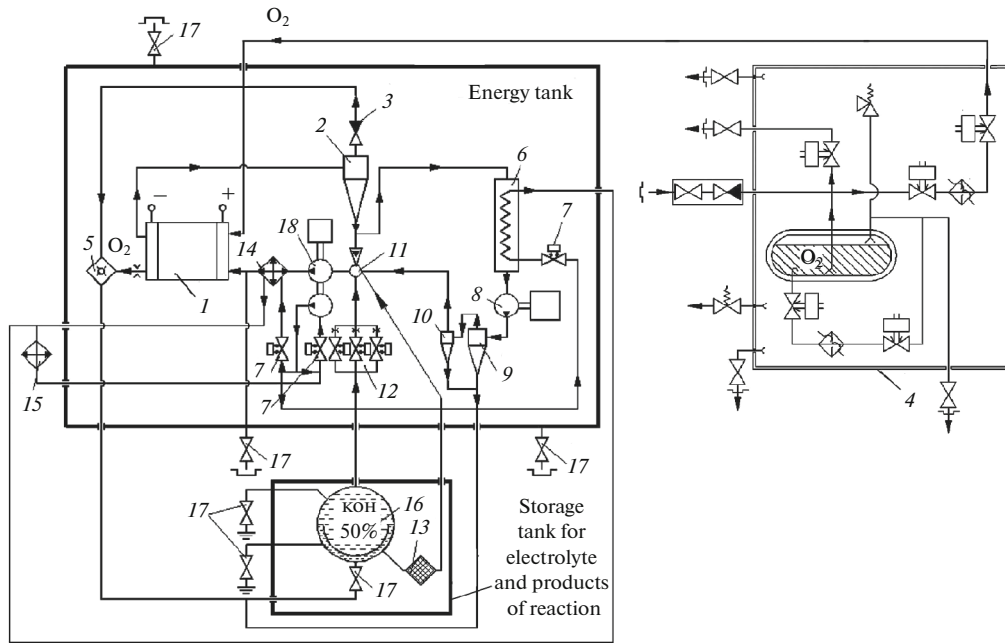 O2
17
Energy tank
3
2
6
− +
7
18
14
5 O2
11
1
8
10
O2
9
7
12
15
7
4
17
17
Storage
tank for
electrolyte
and products
of reaction
KOH
50%
16
13
17
17